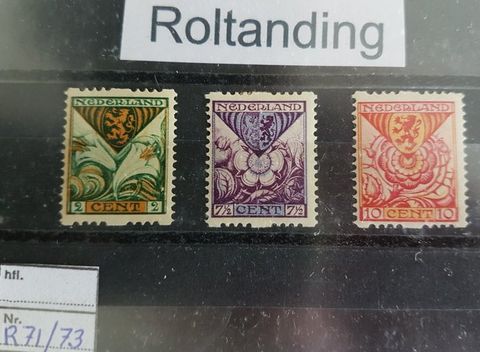 Roltanding
NEDERLAND
2 CENT 2
NEDERLAND
7½ CENT 7½
NEDERLAND
10 CENT 10
hfl.
Nr.
R71/73